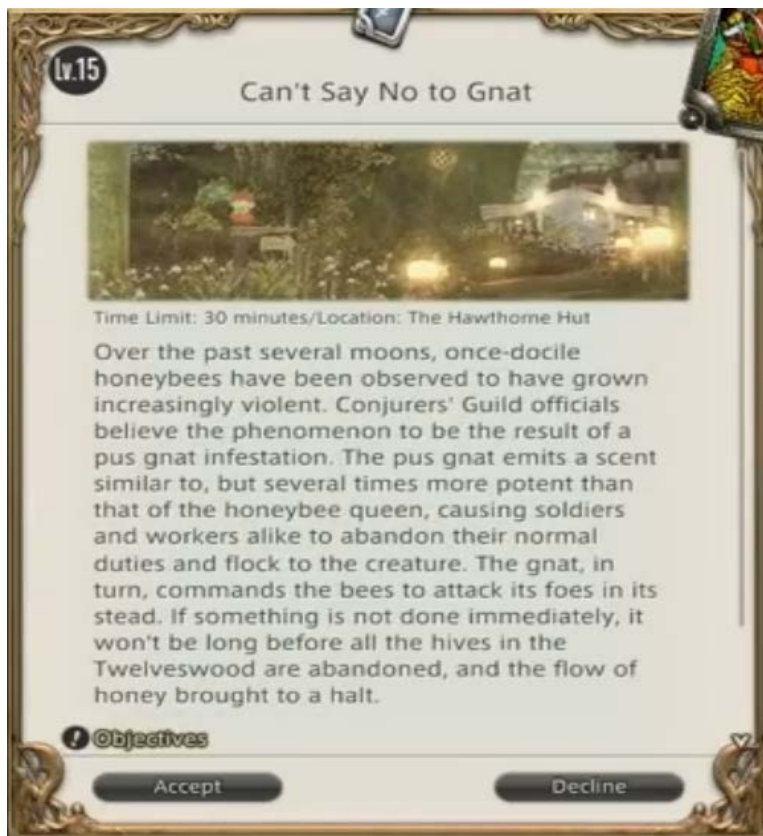 Lv.15
Can't Say No to Gnat
Time Limit: 30 minutes/Location: The Hawthorne Hut
Over the past several moons, once-docile
honeybees have been observed to have grown
increasingly violent. Conjurers' Guild officials
believe the phenomenon to be the result of a
pus gnat infestation. The pus gnat emits a scent
similar to, but several times more potent than
that of the honeybee queen, causing soldiers
and workers alike to abandon their normal
duties and flock to the creature. The gnat, in
turn, commands the bees to attack its foes in its
stead. If something is not done immediately, it
won't be long before all the hives in the
Twelveswood are abandoned, and the flow of
honey brought to a halt.
Objectives
Accept
Decline